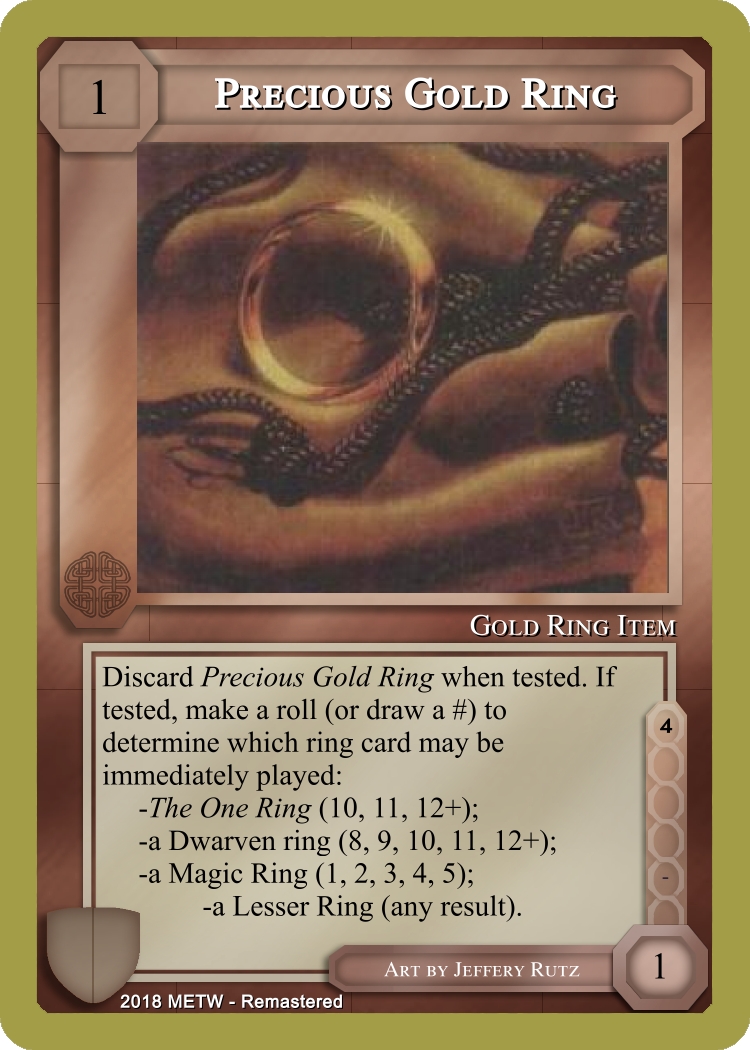 1
Precious Gold Ring
Gold Ring Item
Discard Precious Gold Ring when tested. If
tested, make a roll (or draw a #) to
determine which ring card may be
immediately played:
-The One Ring (10, 11, 12+);
-a Dwarven ring (8, 9, 10, 11, 12+);
-a Magic Ring (1, 2, 3, 4, 5);
-a Lesser Ring (any result).
4
-
Art by Jeffery Rutz
1
2018 METW - Remastered